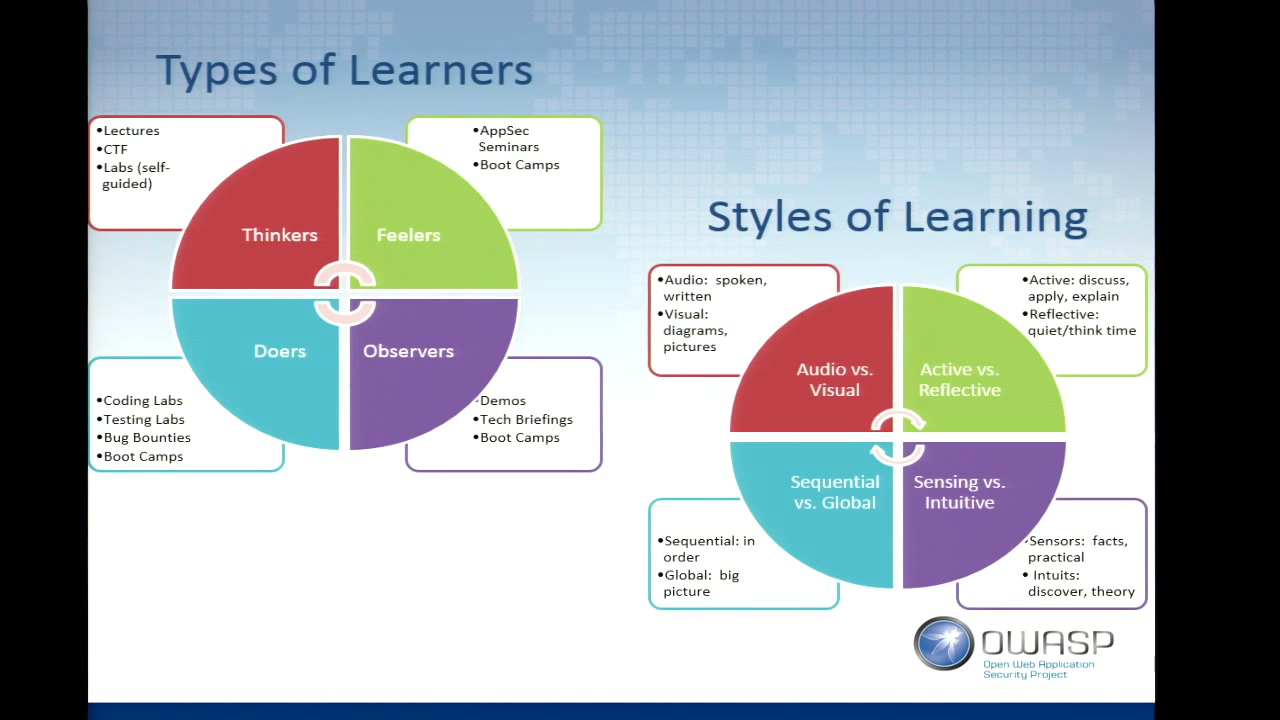 Types of Learners
•Lectures
•CTF
•Labs (self-
guided)
•AppSec
Seminars
•Boot Camps
Thinkers
Feelers
Doers
Observers
•Coding Labs
•Testing Labs
•Bug Bounties
•Boot Camps
•Demos
•Tech Briefings
•Boot Camps
Styles of Learning
•Audio: spoken,
written
•Visual:
diagrams,
pictures
•Active: discuss,
apply, explain
•Reflective:
quiet/think time
Audio vs.
Visual
Active vs.
Reflective
Sequential
vs. Global
Sensing vs.
Intuitive
•Sequential: in
order
•Global: big
picture
•Sensors: facts,
practical
• Intuits:
discover, theory
OWASP
Open Web Application
Security Project